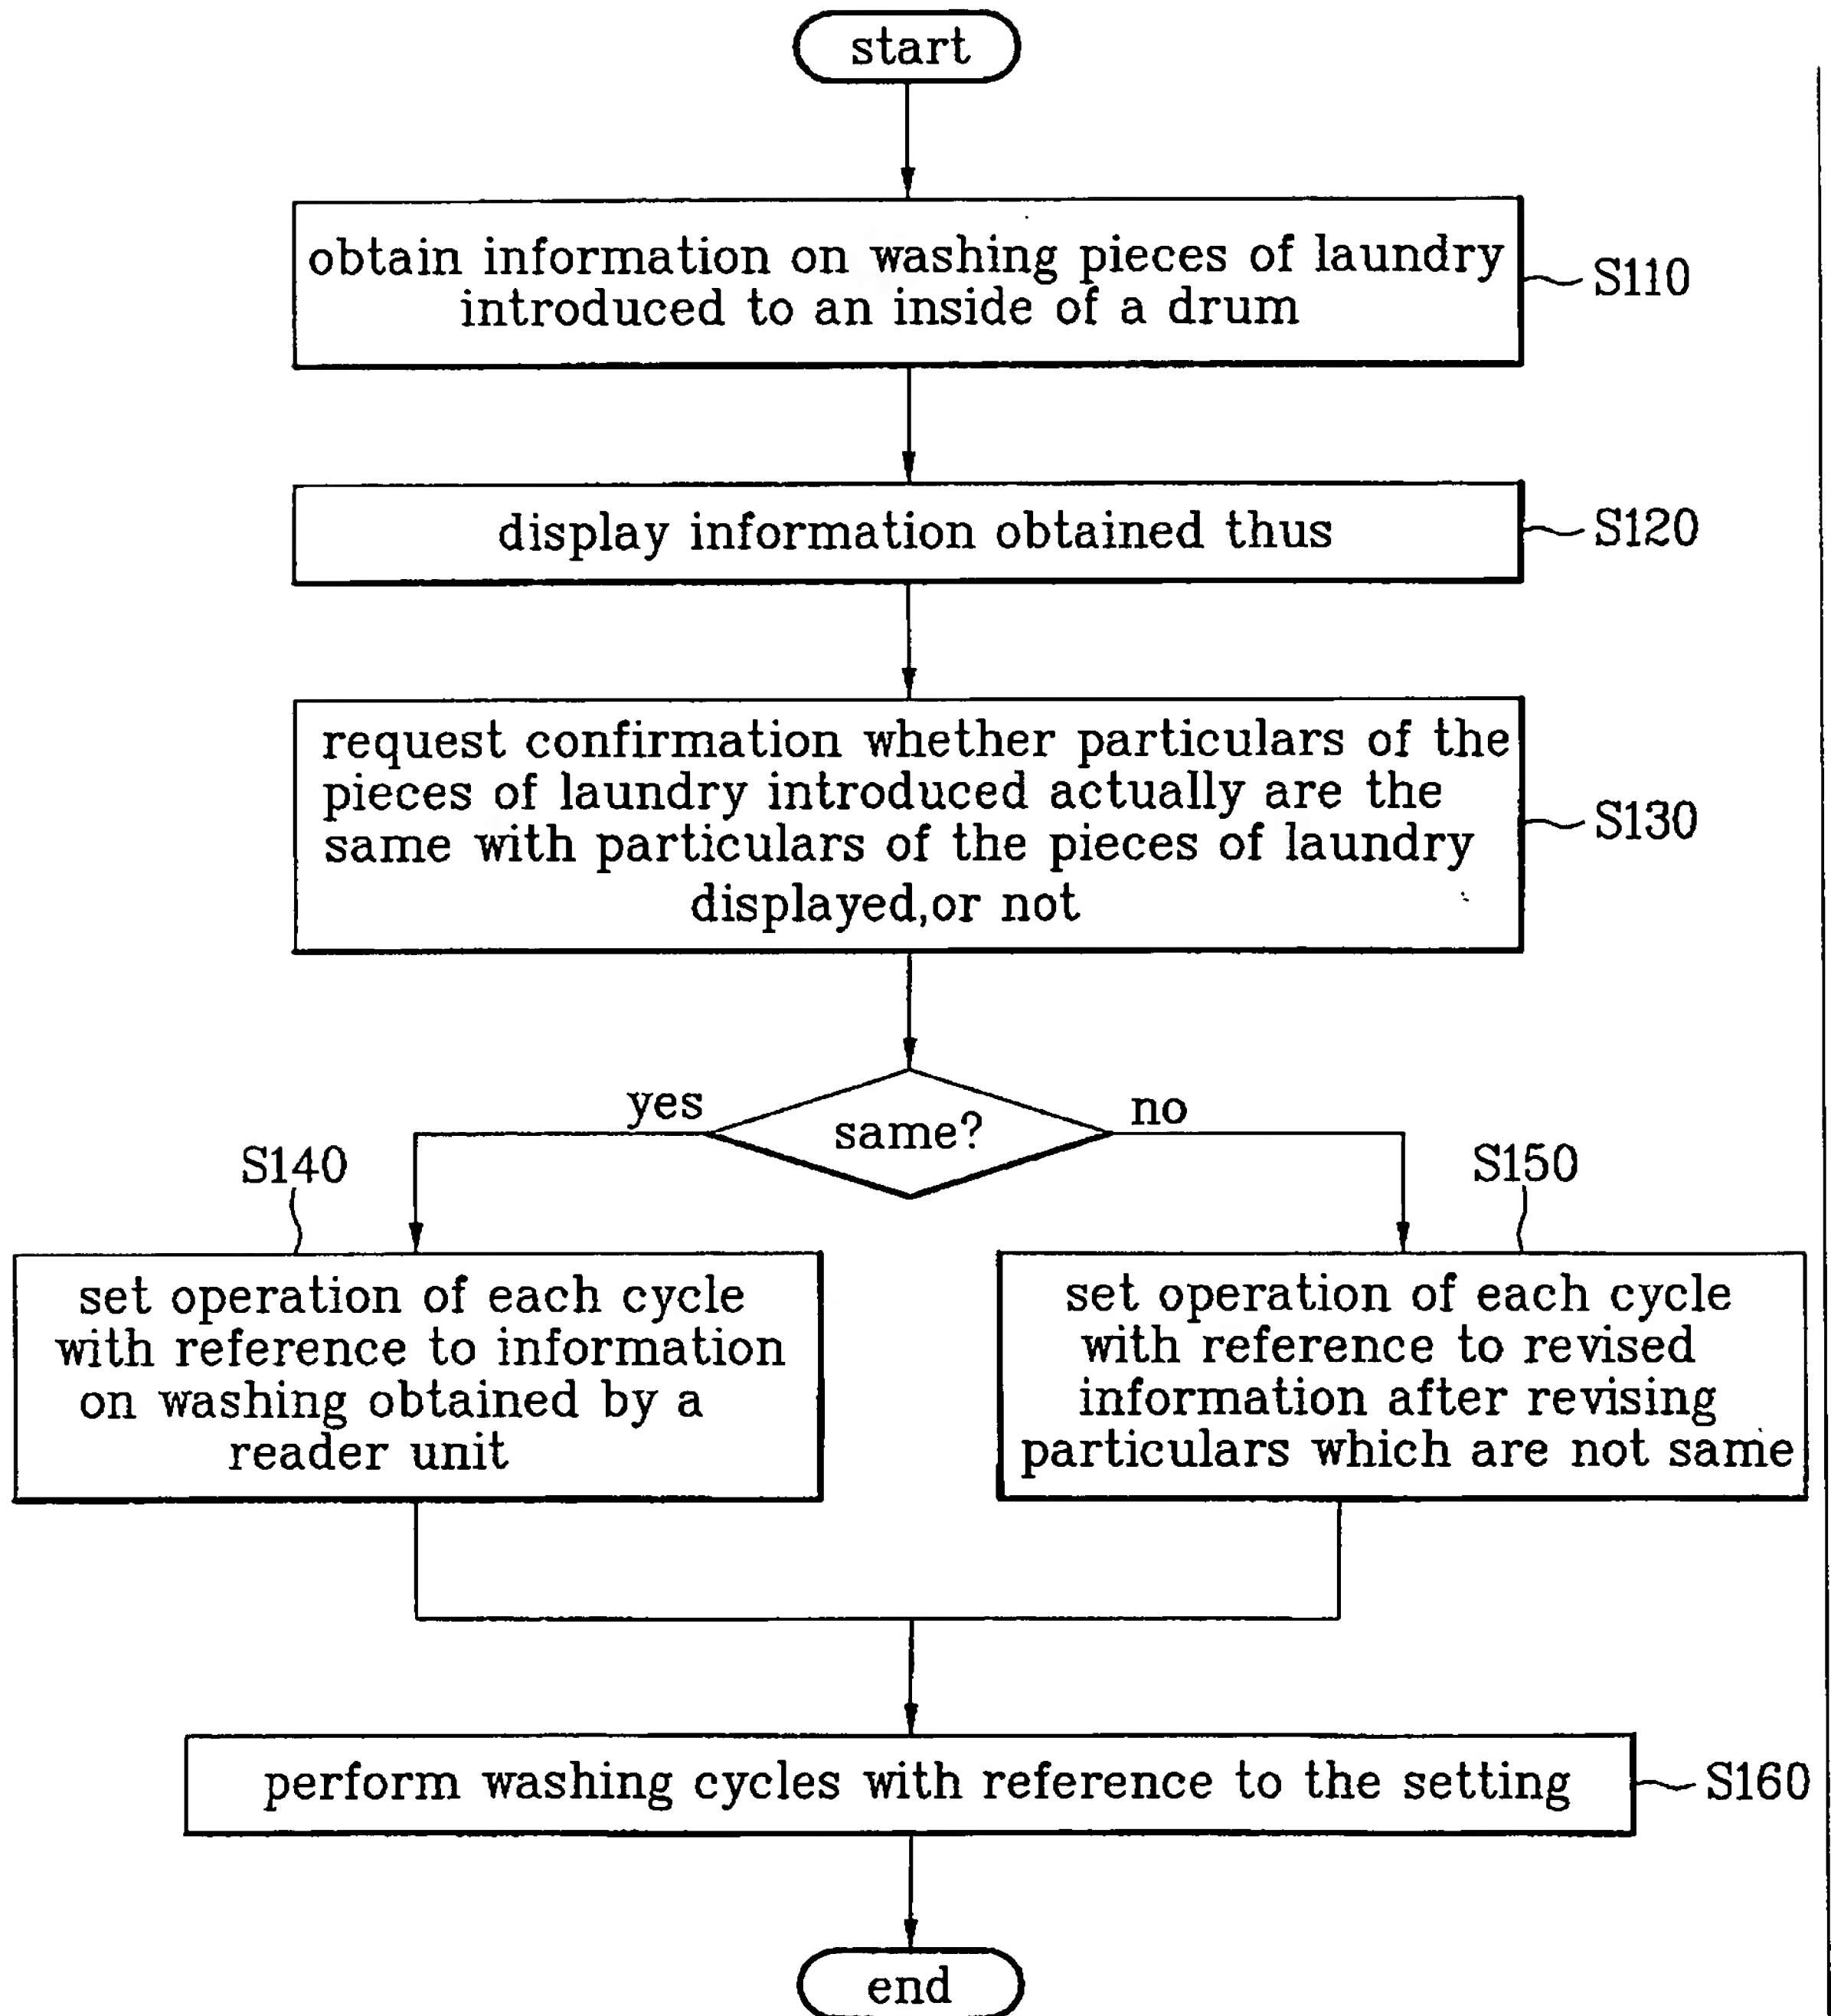 start
obtain information on washing pieces of laundry
introduced to an inside of a drum
S110
display information obtained thus
S120
request confirmation whether particulars of the
pieces of laundry introduced actually are the
same with particulars of the pieces of laundry
displayed,or not
S130
same?
yes
no
S140
set operation of each cycle
with reference to information
on washing obtained by a
reader unit
S150
set operation of each cycle
with reference to revised
information after revising
particulars which are not same
perform washing cycles with reference to the setting
S160
end